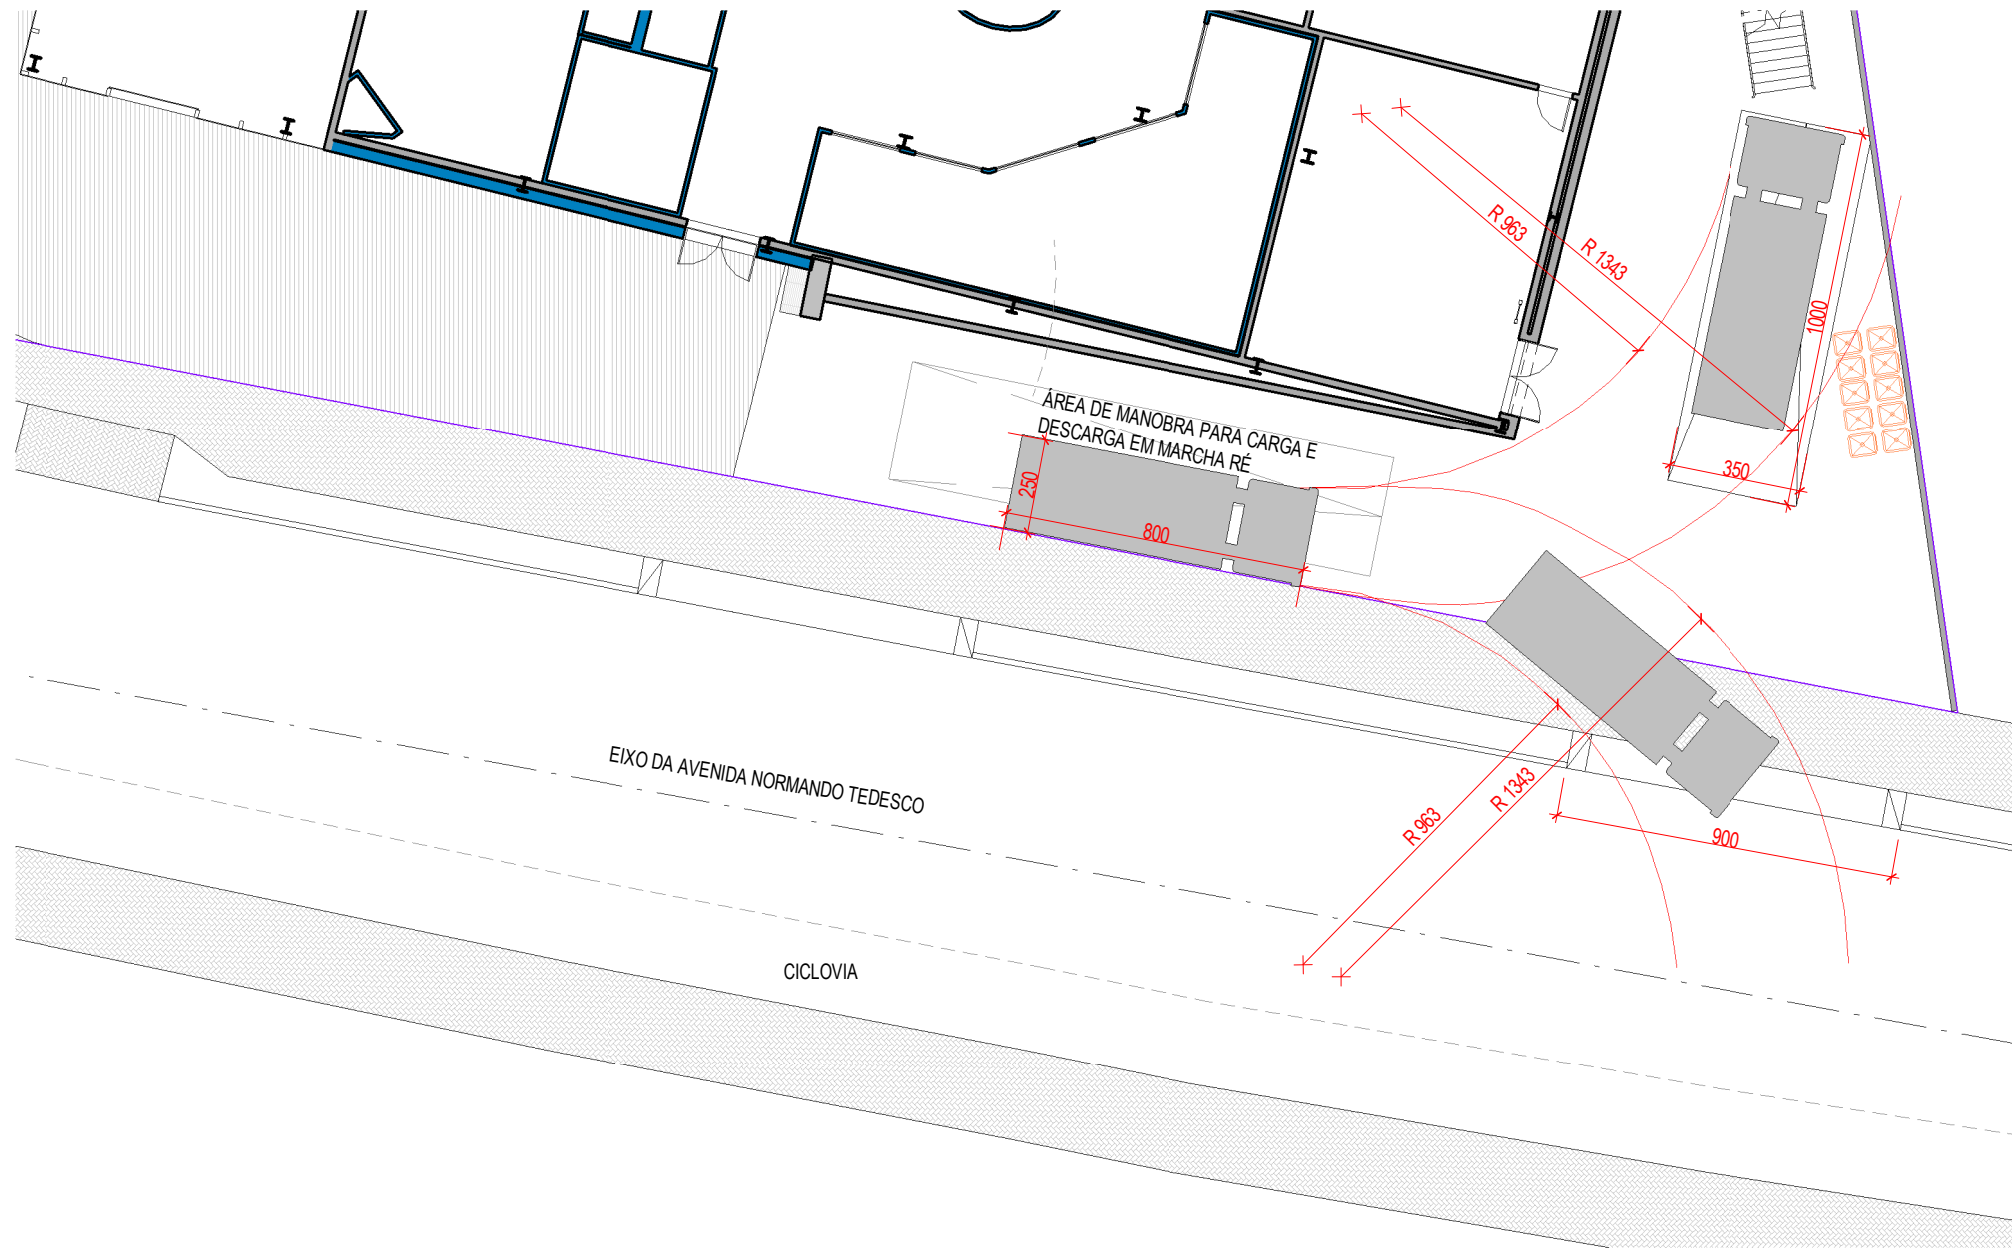 R 963
R 1343
1000
350
ÁREA DE MANOBRA PARA CARGA E
DESCARGA EM MARCHA RÉ
250
800
EIXO DA AVENIDA NORMANDO TEDESCO
R 963
R 1343
900
CICLOVIA